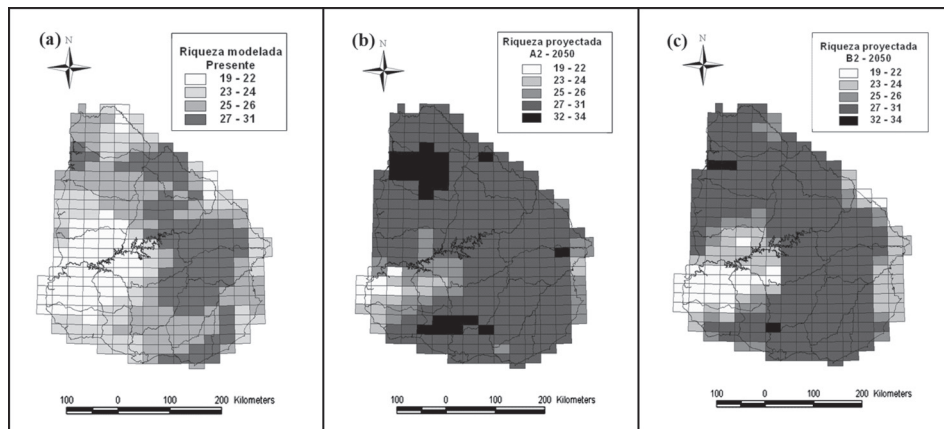 (a)
N
Riqueza modelada
Presente
19 - 22
23 - 24
25 - 26
27 - 31
100 0 100 200 Kilometers
(b)
N
Riqueza proyectada
A2 - 2050
19 - 22
23 - 24
25 - 26
27 - 31
32 - 34
100 0 100 200 Kilometers
(c)
N
Riqueza proyectada
B2 - 2050
19 - 22
23 - 24
25 - 26
27 - 31
32 - 34
100 0 100 200 Kilometers